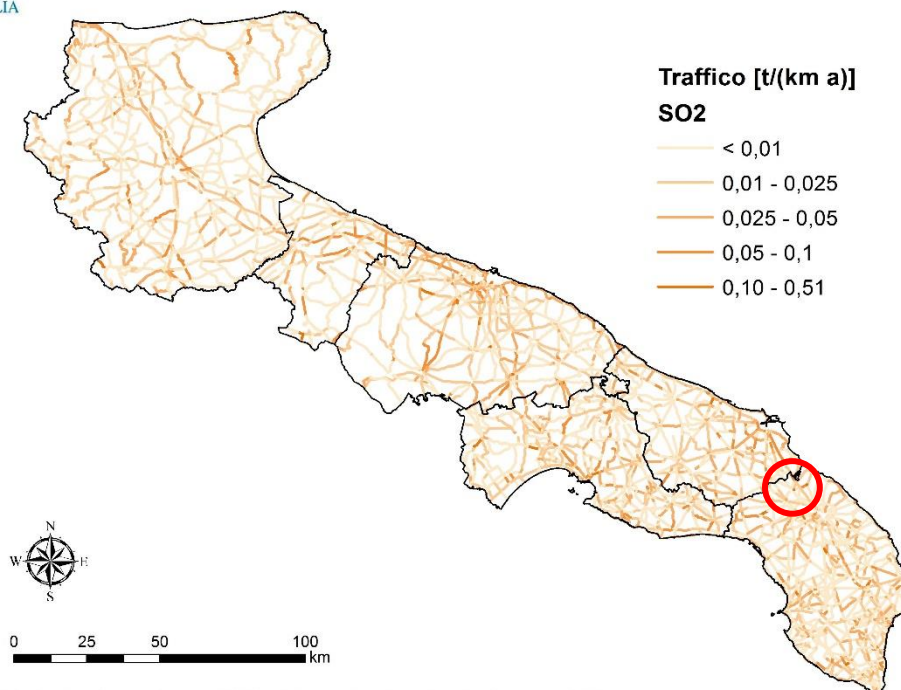 LIA
Traffico [t/(km a)]
SO2
< 0,01
0,01 - 0,025
0,025 - 0,05
0,05 - 0,1
0,10 - 0,51
N
W E
S
0 25 50 100
km